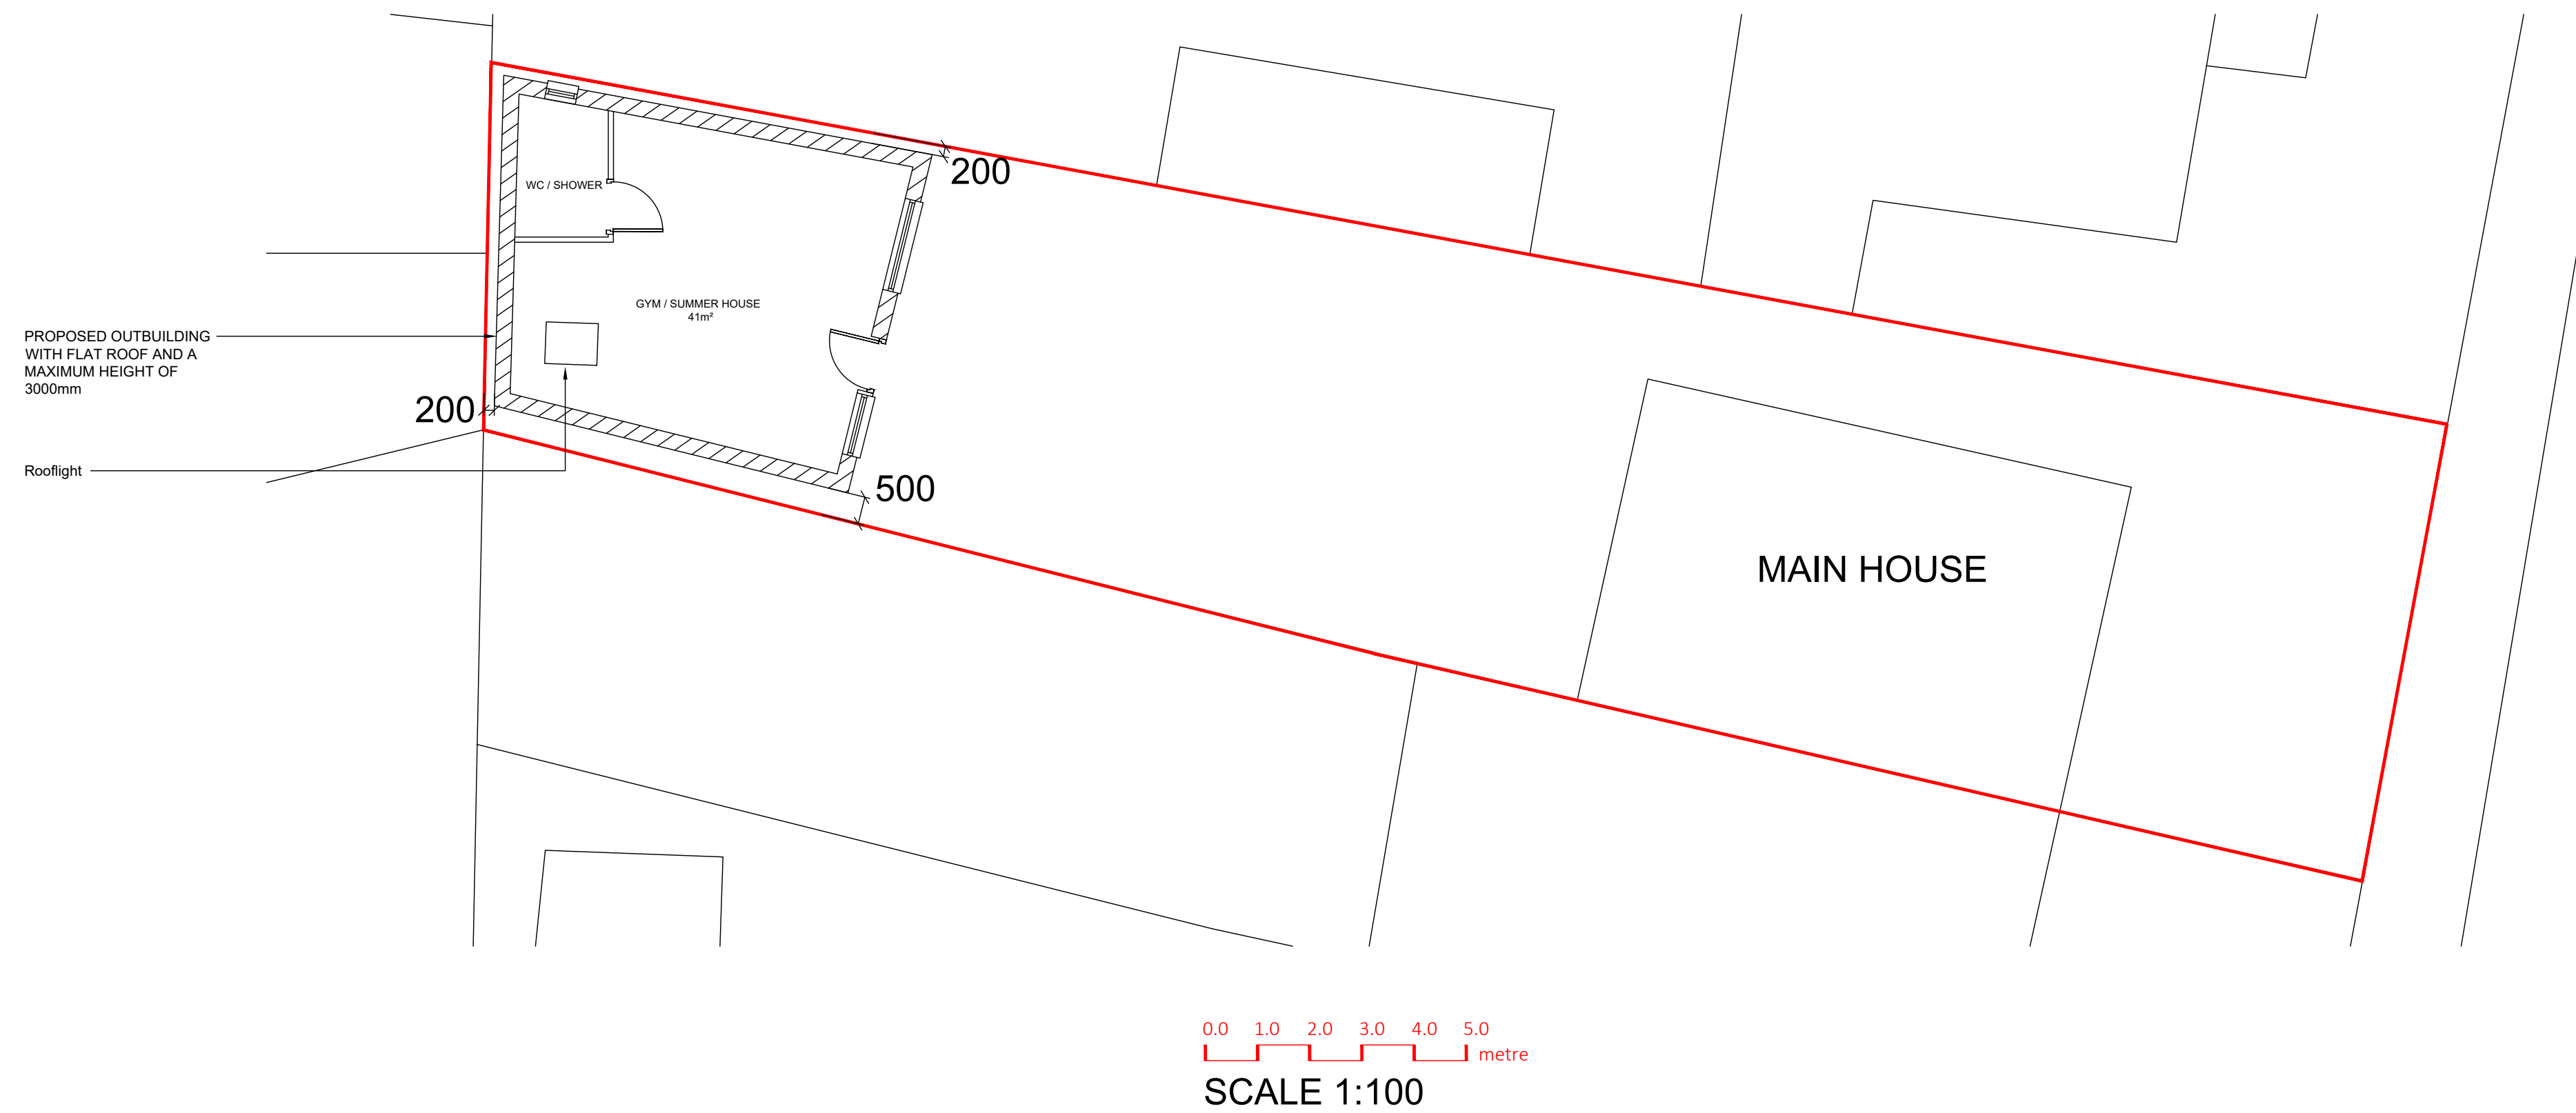 200
WC / SHOWER
GYM / SUMMER HOUSE
41m²
PROPOSED OUTBUILDING
WITH FLAT ROOF AND A
MAXIMUM HEIGHT OF
3000mm
200
Rooflight
500
MAIN HOUSE
0.0 1.0 2.0 3.0 4.0 5.0
metre
SCALE 1:100